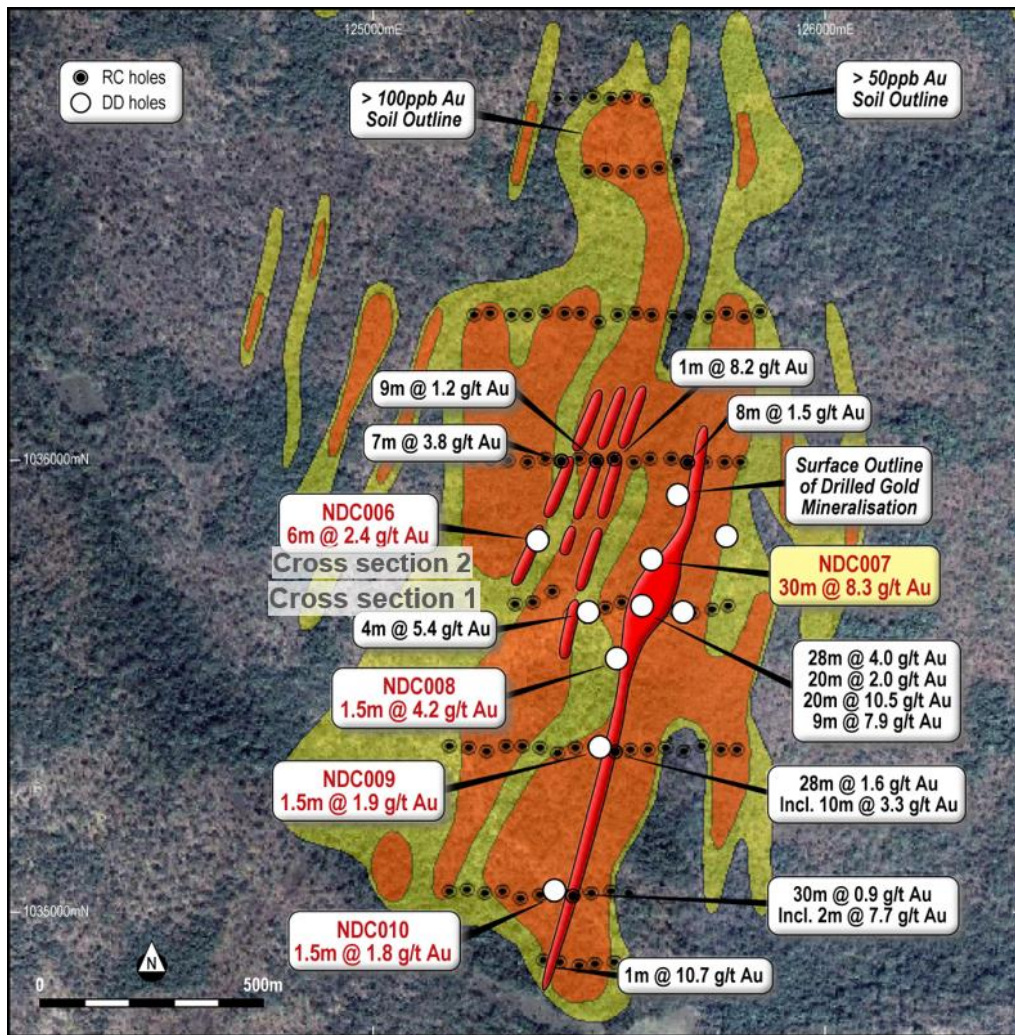 125000mE
126000mE
RC holes
DD holes
> 100ppb Au
Soil Outline
> 50ppb Au
Soil Outline
1m @ 8.2 g/t Au
9m @ 1.2 g/t Au
8m @ 1.5 g/t Au
7m @ 3.8 g/t Au
1036000mN
Surface Outline
of Drilled Gold
Mineralisation
NDC006
6m @ 2.4 g/t Au
Cross section 2
NDC007
30m @ 8.3 g/t Au
Cross section 1
4m @ 5.4 g/t Au
28m @ 4.0 g/t Au
20m @ 2.0 g/t Au
20m @ 10.5 g/t Au
9m @ 7.9 g/t Au
NDC008
1.5m @ 4.2 g/t Au
NDC009
1.5m @ 1.9 g/t Au
28m @ 1.6 g/t Au
Incl. 10m @ 3.3 g/t Au
30m @ 0.9 g/t Au
Incl. 2m @ 7.7 g/t Au
1035000mN
NDC010
1.5m @ 1.8 g/t Au
1m @ 10.7 g/t Au
N
0
500m